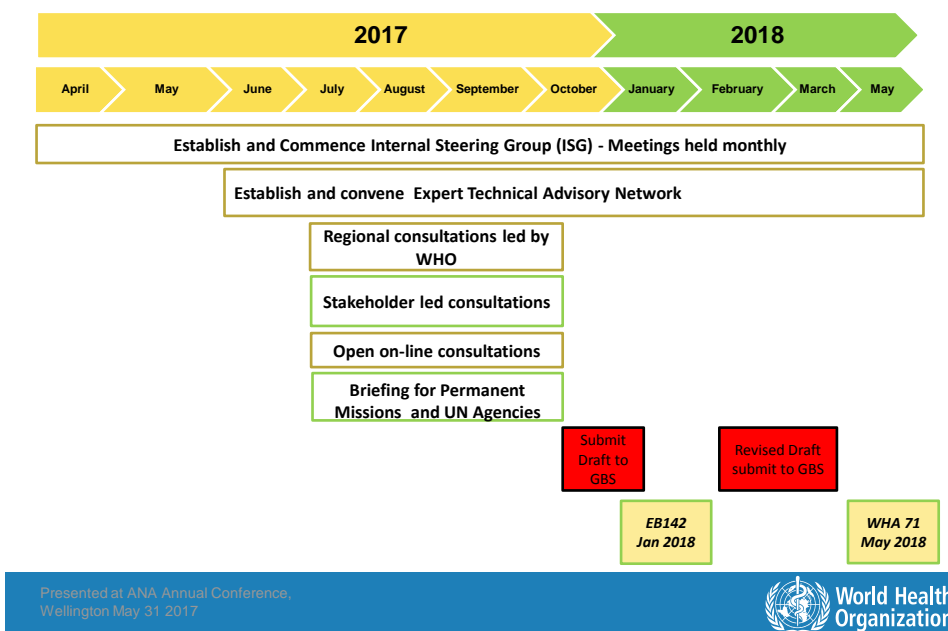 2017 2018
April May June July August September October January February March May
Establish and Commence Internal Steering Group (ISG) - Meetings held monthly
Establish and convene Expert Technical Advisory Network
Regional consultations led by
WHO
Stakeholder led consultations
Open on-line consultations
Briefing for Permanent
Missions and UN Agencies
Submit
Draft to
GBS
Revised Draft
submit to GBS
EB142
Jan 2018
WHA 71
May 2018
Presented at ANA Annual Conference,
Wellington May 31 2017
World Health
Organization